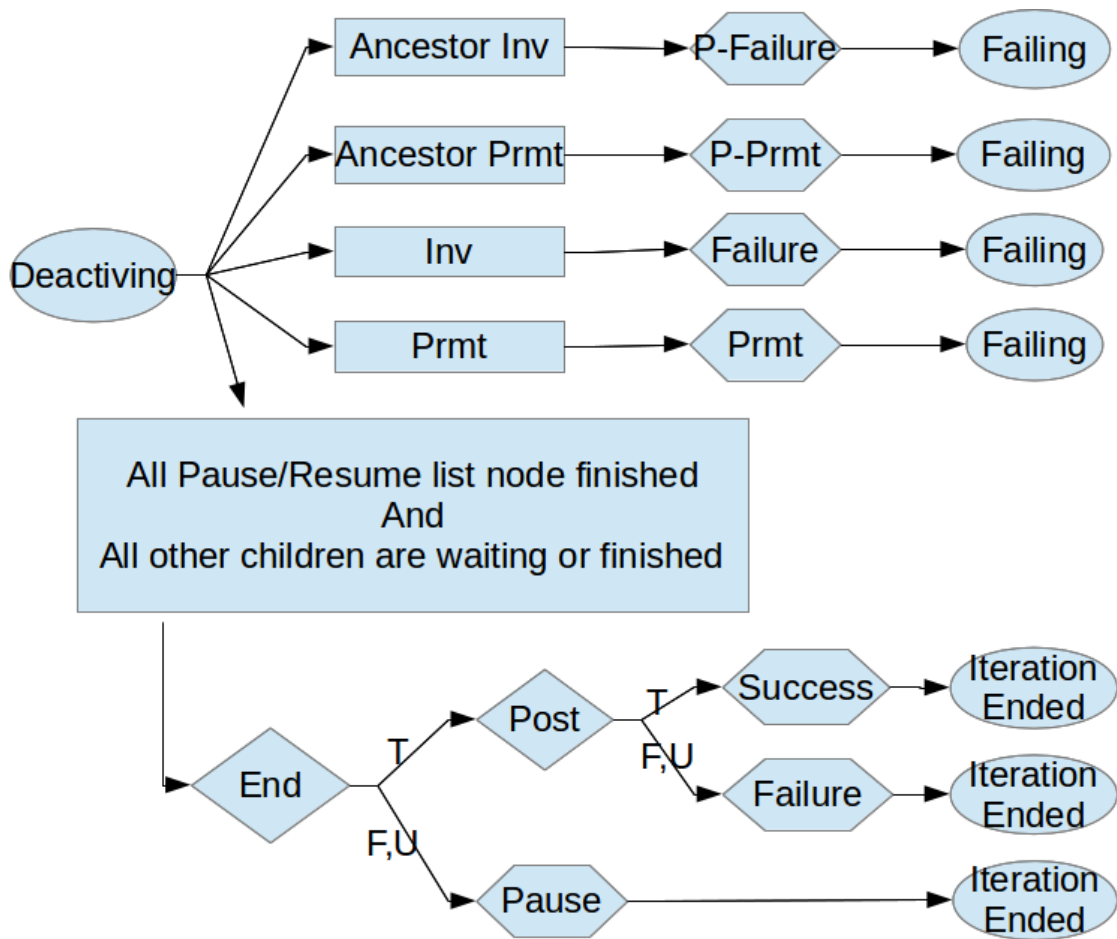 Ancestor Inv
P-Failure
Failing
Ancestor Prmt
P-Prmt
Failing
Deactiving
Inv
Failure
Failing
Prmt
Prmt
Failing
All Pause/Resume list node finished
And
All other children are waiting or finished
End
T
F,U
Post
T
F,U
Success
Iteration
Ended
Failure
Iteration
Ended
Pause
Iteration
Ended